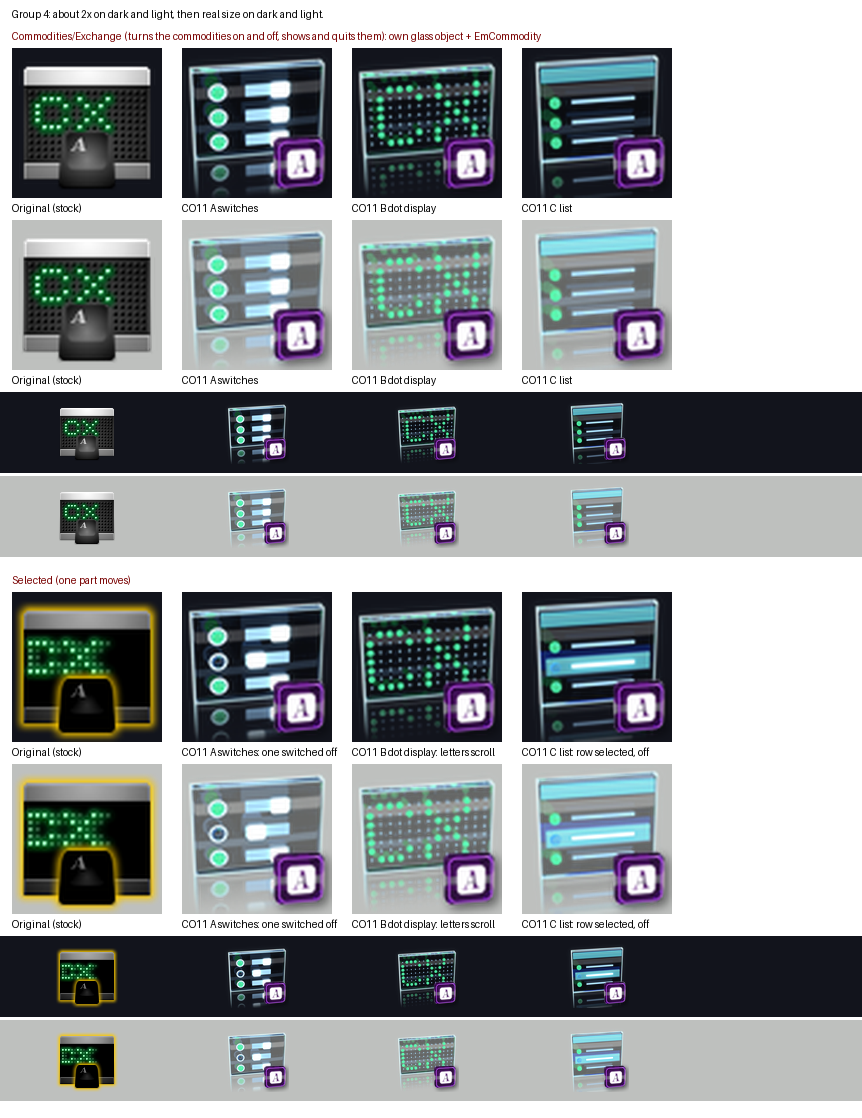 Group 4: about 2x on dark and light, then real size on dark and light.
Commodities/Exchange (turns the commodities on and off, shows and quits them): own glass object + EmCommodity
CX
A
A
A
A
Original (stock)
CO11 A switches
CO11 B dot display
CO11 C list
CX
A
A
A
A
Original (stock)
CO11 A switches
CO11 B dot display
CO11 C list
CX
A
A
A
CX
A
A
A
Selected (one part moves)
A
A
A
A
Original (stock)
CO11 A switches: one switched off
CO11 B dot display: letters scroll
CO11 C list: row selected, off
A
A
A
A
Original (stock)
CO11 A switches: one switched off
CO11 B dot display: letters scroll
CO11 C list: row selected, off
A
A
A
A
A
A